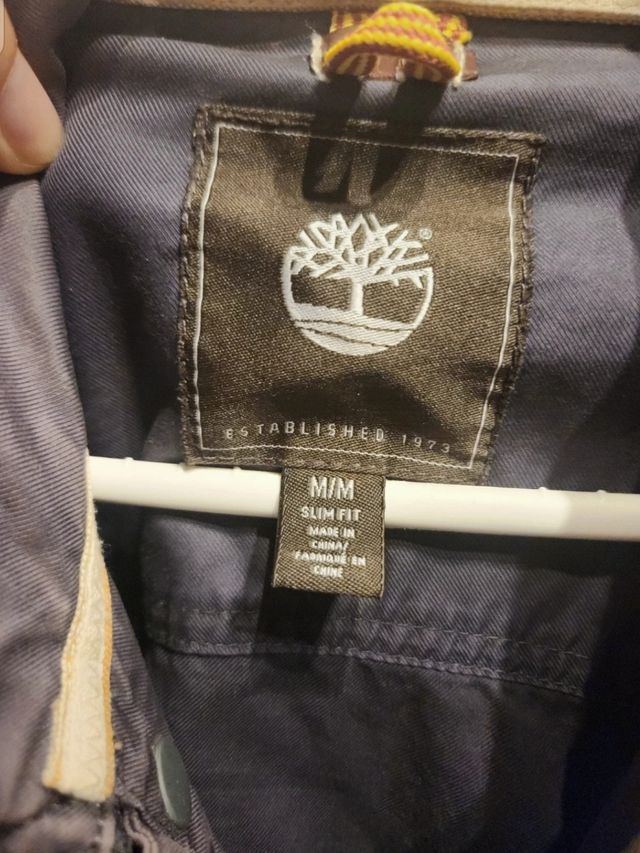 ®
ESTABLISHED 1973
M/M
SLIM FIT
MADE IN
CHINA/
FABRIQUÉ EN
CHINE